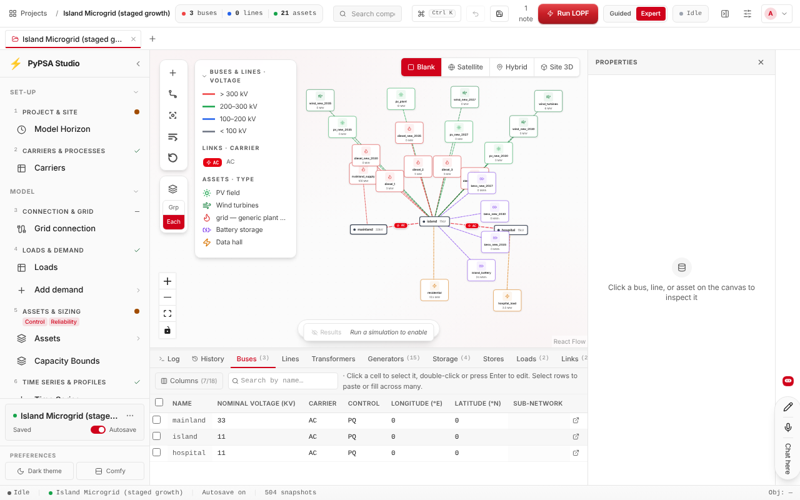 Projects / Island Microgrid (staged growth)
3 buses 0 lines 21 assets
Search comp
Ctrl K
1 note
Run LOPF
Guided Expert
Idle
A
Island Microgrid (staged g...
PyPSA Studio
SET-UP
1 PROJECT & SITE
Model Horizon
2 CARRIERS & PROCESSES
Carriers
MODEL
3 CONNECTION & GRID
Grid connection
4 LOADS & DEMAND
Loads
Add demand
5 ASSETS & SIZING
Control Reliability
Assets
Capacity Bounds
6 TIME SERIES & PROFILES
Island Microgrid (stage...
Saved
Autosave
PREFERENCES
Dark theme
Comfy
Grp
Each
BUSES & LINES · VOLTAGE
> 300 kV
200–300 kV
100–200 kV
< 100 kV
LINKS · CARRIER
AC AC
ASSETS · TYPE
PV field
Wind turbines
grid — generic plant ...
Battery storage
Data hall
Blank Satellite Hybrid Site 3D
mainland
island
hospital
Results Run a simulation to enable
React Flow
PROPERTIES
Click a bus, line, or asset on the canvas to
inspect it
Chat here
Log History Buses (3) Lines Transformers Generators (15) Storage (4) Stores Loads (2) Links (2
Columns (7/18)
Search by name…
· Click a cell to select it, double-click or press Enter to edit. Select rows to
paste or fill across many.
NAME NOMINAL VOLTAGE (KV) CARRIER CONTROL LONGITUDE (°E) LATITUDE (°N) SUB-NETWORK
mainland 33 AC PQ 0 0
island 11 AC PQ 0 0
hospital 11 AC PQ 0 0
Idle Island Microgrid (staged growth) Autosave on 504 snapshots
Obj: —